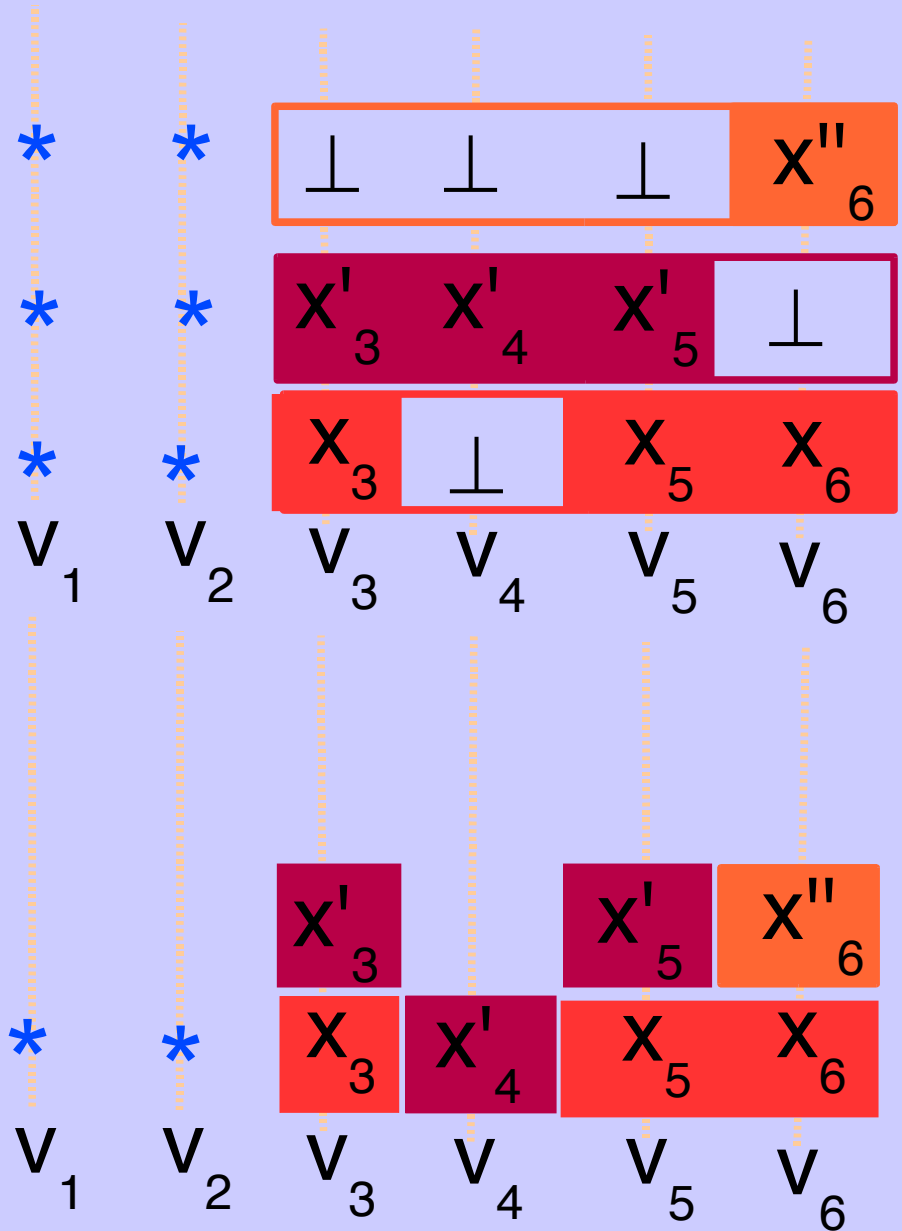 * * ⊥ ⊥ ⊥ x''6
* * x'3 x'4 x'5 ⊥
* * x3 ⊥ x5 x6
v1 v2 v3 v4 v5 v6
x'3 x'5 x''6
* * x3 x'4 x5 x6
v1 v2 v3 v4 v5 v6